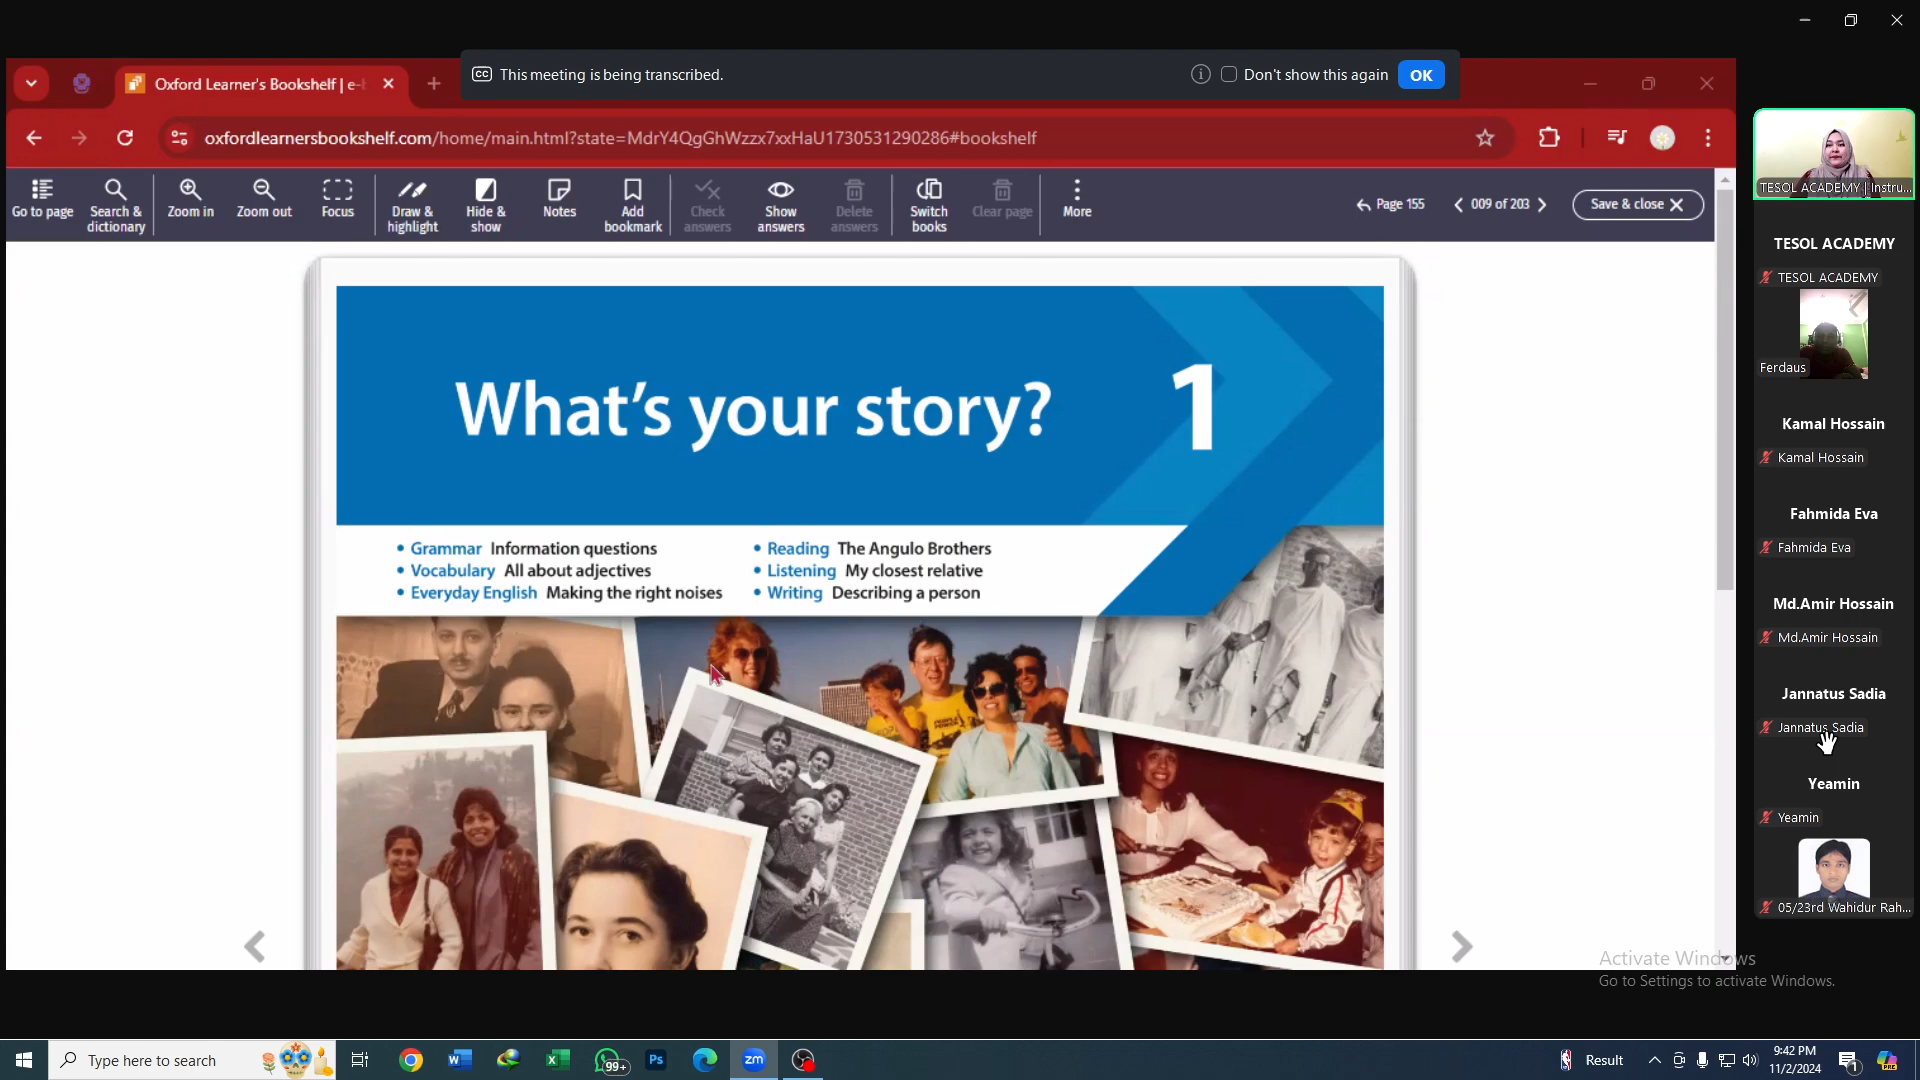 This meeting is being transcribed.
Don't show this again
OK
Oxford Learner's Bookshelf | e-
oxfordlearnersbookshelf.com/home/main.html?state=MdrY4QgGhWzzx7xxHaU1730531290286#bookshelf
Go to page
Search & dictionary
Zoom in
Zoom out
Focus
Draw & highlight
Hide & show
Notes
Add bookmark
Check answers
Show answers
Delete answers
Switch books
Clear page
More
Page 155
009 of 203
Save & close
What's your story?
1
• Grammar Information questions
• Vocabulary All about adjectives
• Everyday English Making the right noises
• Reading The Angulo Brothers
• Listening My closest relative
• Writing Describing a person
TESOL ACADEMY | Instru...
TESOL ACADEMY
TESOL ACADEMY
Ferdaus
Kamal Hossain
Kamal Hossain
Fahmida Eva
Fahmida Eva
Md.Amir Hossain
Md.Amir Hossain
Jannatus Sadia
Jannatus Sadia
Yeamin
Yeamin
05/23rd Wahidur Rah...
Activate Windows
Go to Settings to activate Windows.
Type here to search
99+
Ps
zm
Result
9:42 PM
11/2/2024
1